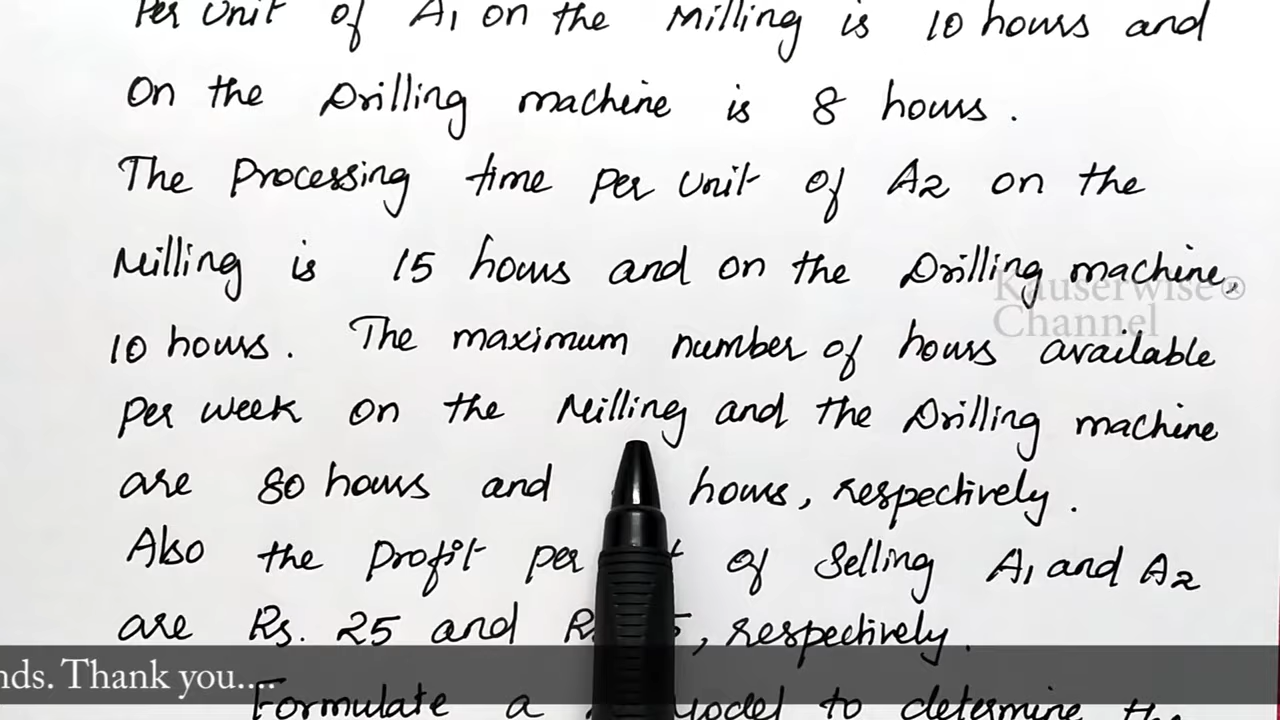 Per Unit of A1 on the Milling is 10 hours and
On the Drilling machine is 8 hours.
The Processing time Per Unit of A2 on the
Milling is 15 hours and on the Drilling machine,
Kauserwise®
Channel
10 hours. The maximum number of hours available
Per week on the Milling and the Drilling machine
are 80 hours and hours, respectively.
Also the Profit per of Selling A1 and A2
are Rs. 25 and respectively.
nds. Thank you....
Formulate a model to determine the